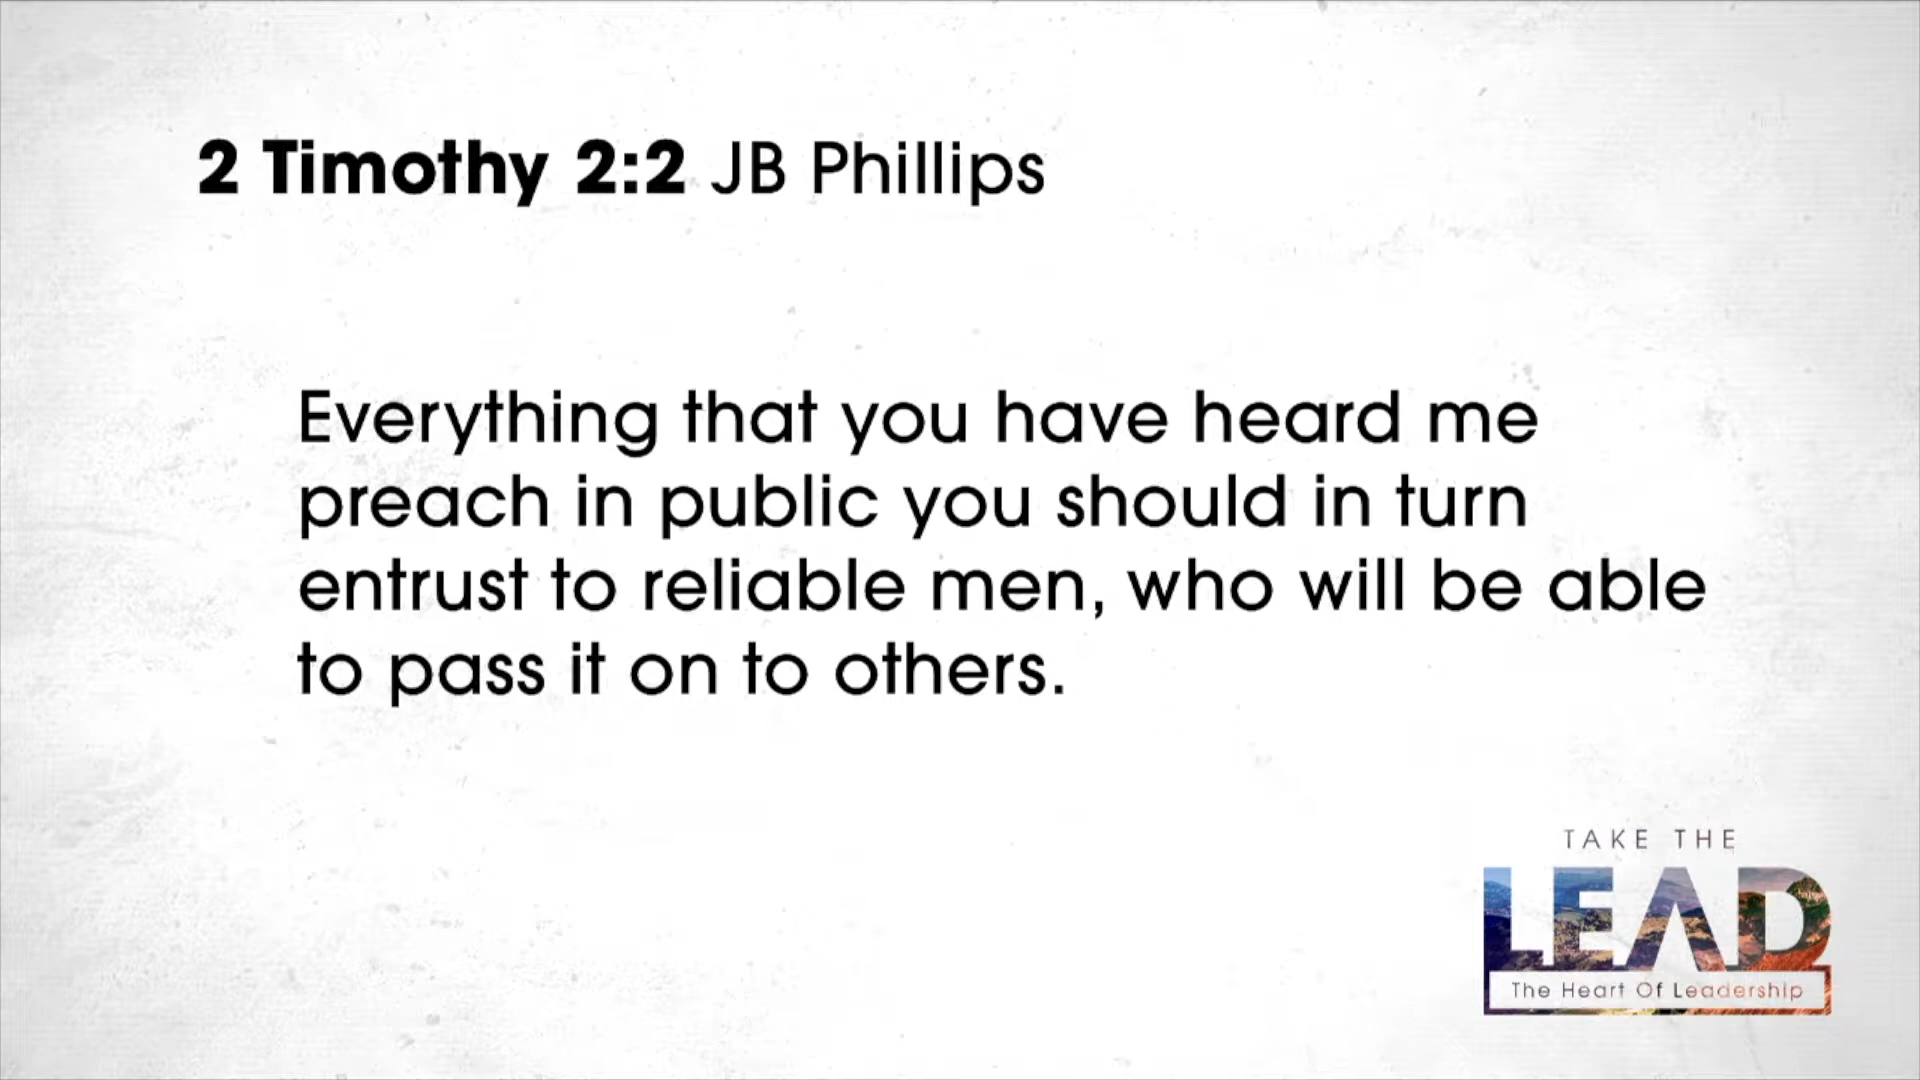 2 Timothy 2:2 JB Phillips
Everything that you have heard me
preach in public you should in turn
entrust to reliable men, who will be able
to pass it on to others.
TAKE THE
LEAD
The Heart Of Leadership